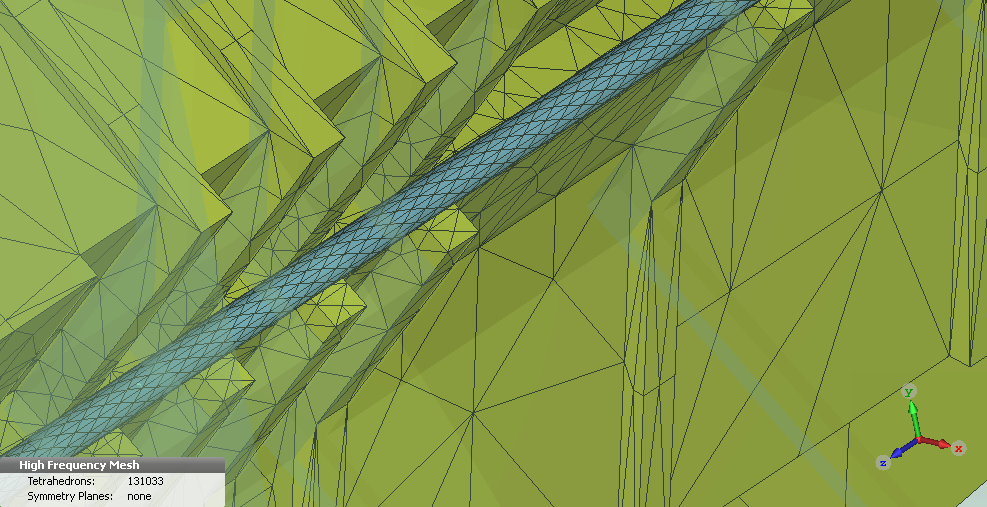 y
x
z
High Frequency Mesh
Tetrahedrons: 131033
Symmetry Planes: none